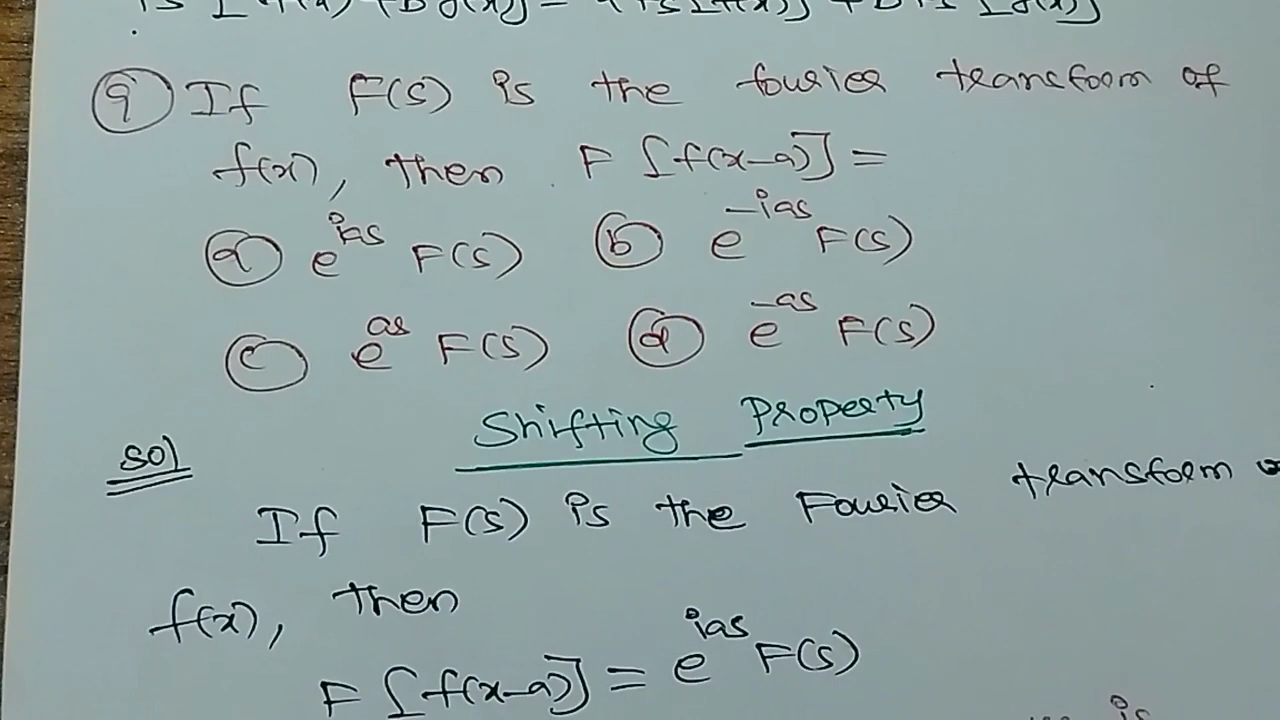 ⑨ If F(s) is the fourier transform of
f(x), then F[f(x-a)] =
ⓐ e^{ias} F(s) ⓑ e^{-ias} F(s)
ⓒ e^{as} F(s) ⓓ e^{-as} F(s)
Shifting Property
Sol
If F(s) is the Fourier transform
f(x), then
F[f(x-a)] = e^{ias} F(s)
is